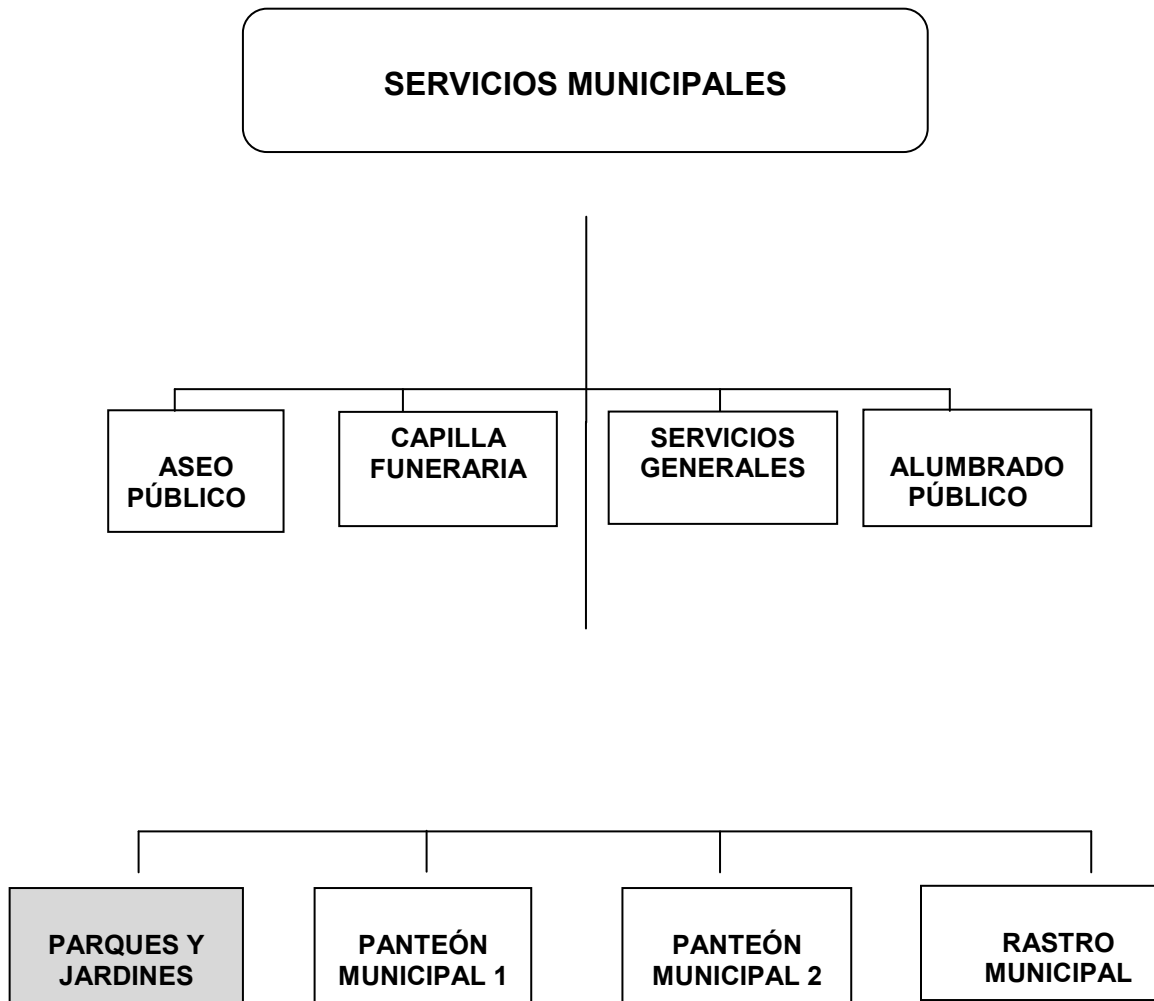 SERVICIOS MUNICIPALES
ASEO
PÚBLICO
CAPILLA
FUNERARIA
SERVICIOS
GENERALES
ALUMBRADO
PÚBLICO
PARQUES Y
JARDINES
PANTEÓN
MUNICIPAL 1
PANTEÓN
MUNICIPAL 2
RASTRO
MUNICIPAL